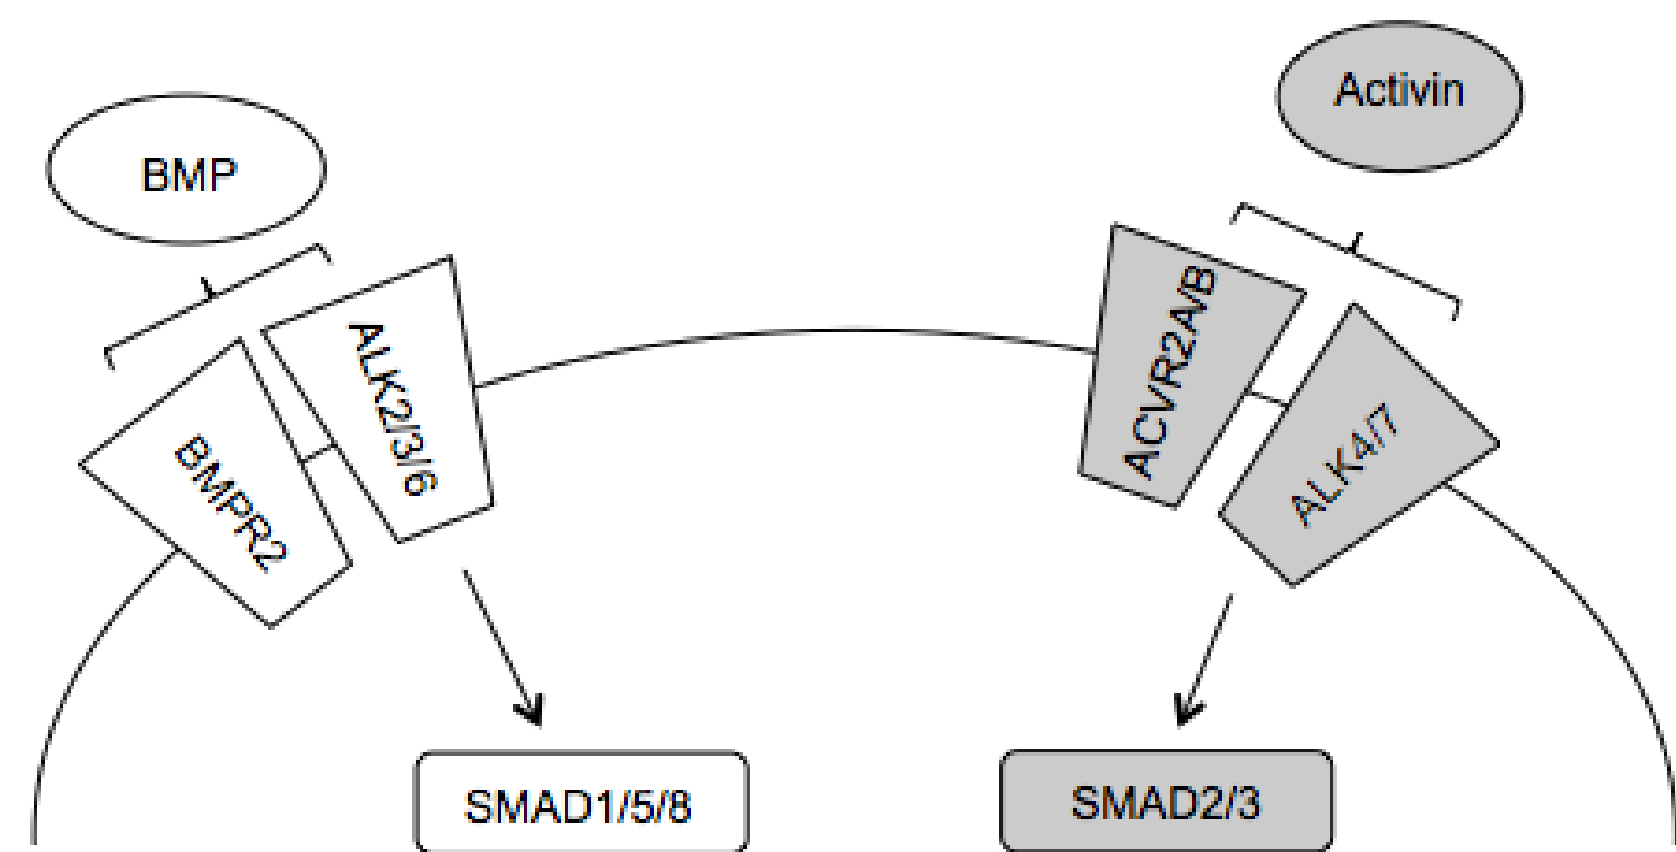 Activin
BMP
ACVR2A/B
ALK2/3/6
ALK4/7
BMPR2
SMAD1/5/8
SMAD2/3